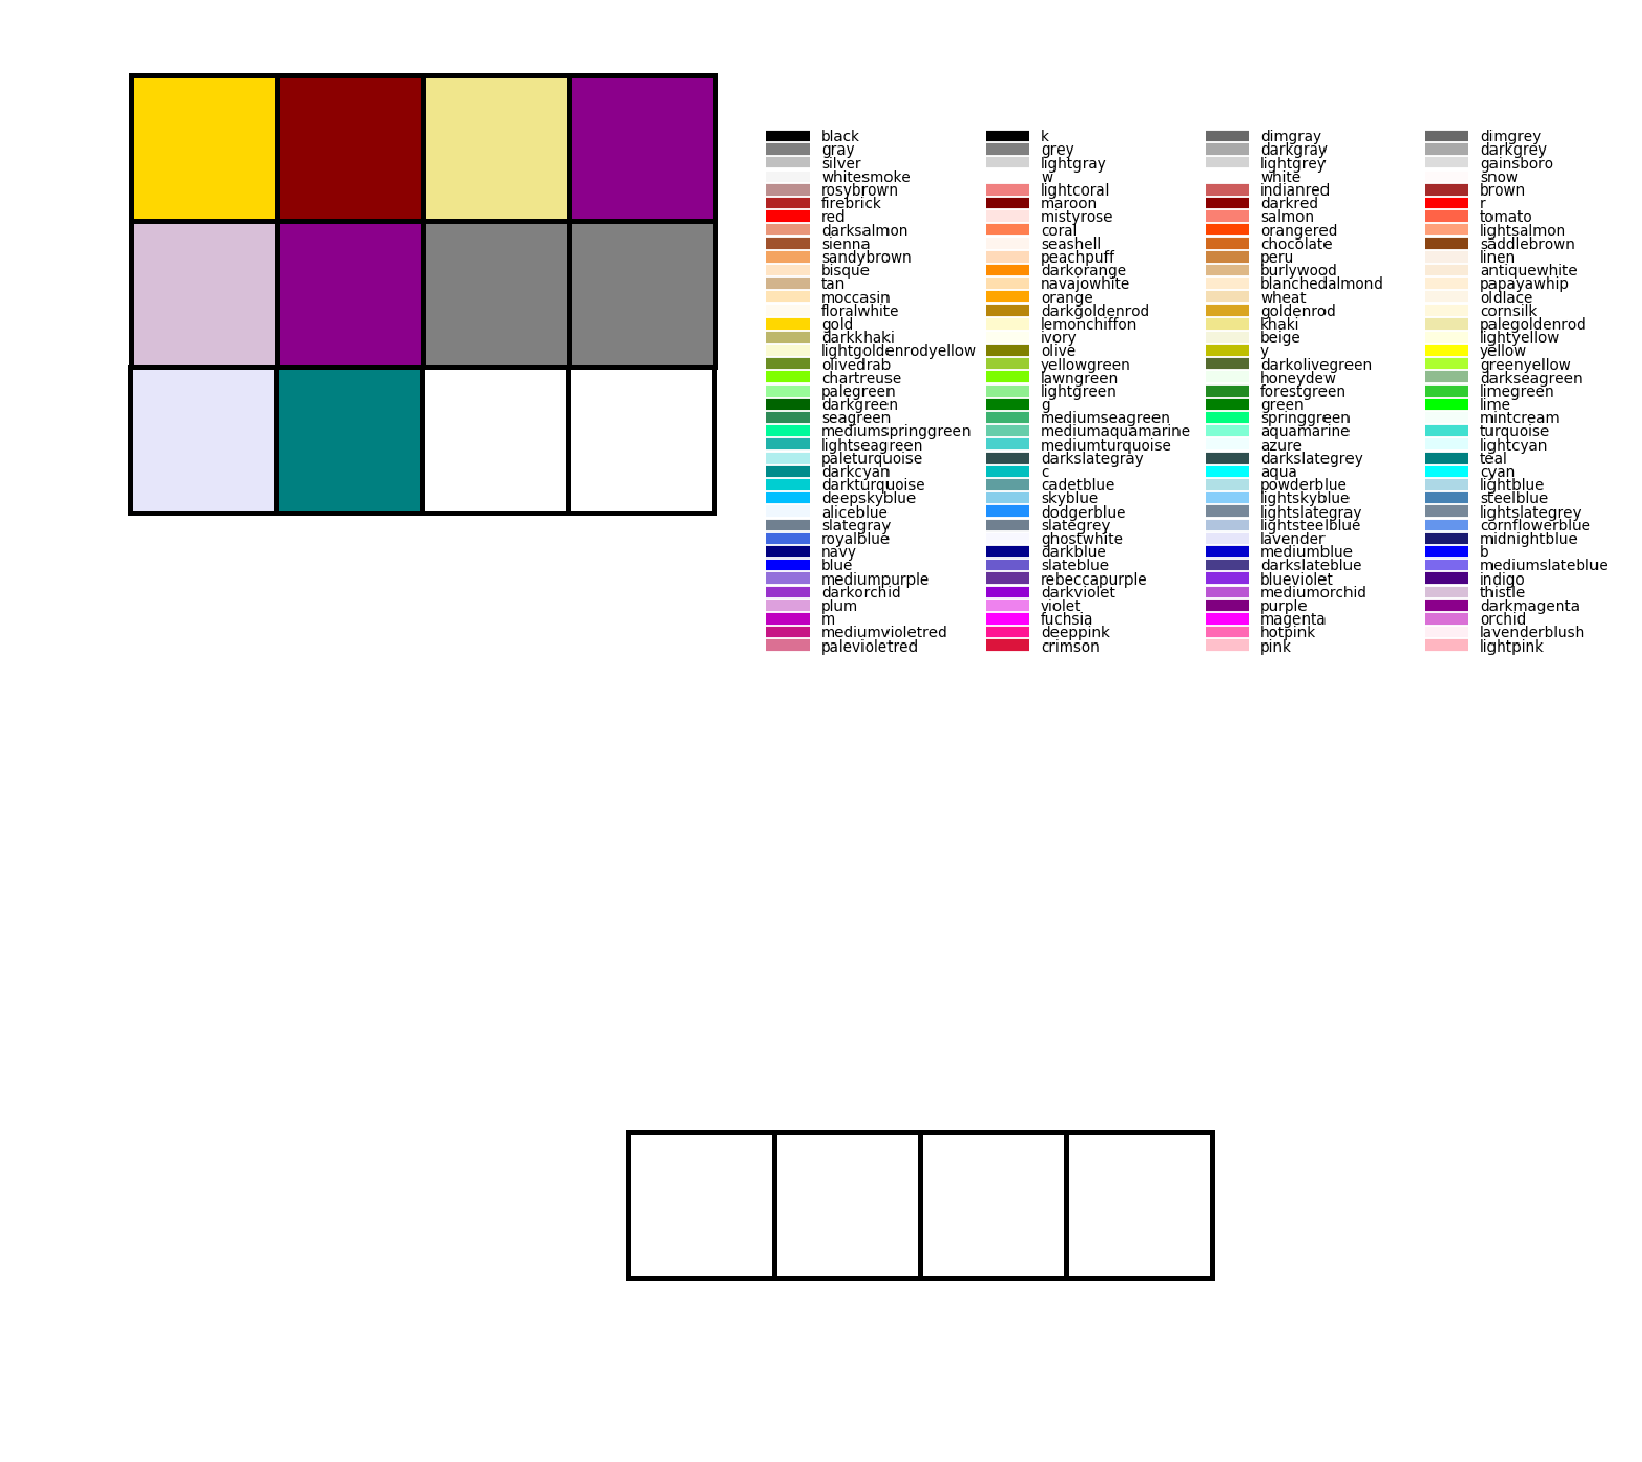 black k dimgray dimgrey
gray grey darkgray darkgrey
silver lightgray lightgrey gainsboro
whitesmoke w white snow
rosybrown lightcoral indianred brown
firebrick maroon darkred r
red mistyrose salmon tomato
darksalmon coral orangered lightsalmon
sienna seashell chocolate saddlebrown
sandybrown peachpuff peru linen
bisque darkorange burlywood antiquewhite
tan navajowhite blanchedalmond papayawhip
moccasin orange wheat oldlace
floralwhite darkgoldenrod goldenrod cornsilk
gold lemonchiffon khaki palegoldenrod
darkkhaki ivory beige lightyellow
lightgoldenrodyellow olive y yellow
olivedrab yellowgreen darkolivegreen greenyellow
chartreuse lawngreen honeydew darkseagreen
palegreen lightgreen forestgreen limegreen
darkgreen g green lime
seagreen mediumseagreen springgreen mintcream
mediumspringgreen mediumaquamarine aquamarine turquoise
lightseagreen mediumturquoise azure lightcyan
paleturquoise darkslategray darkslategrey teal
darkcyan c aqua cyan
darkturquoise cadetblue powderblue lightblue
deepskyblue skyblue lightskyblue steelblue
aliceblue dodgerblue lightslategray lightslategrey
slategray slategrey lightsteelblue cornflowerblue
royalblue ghostwhite lavender midnightblue
navy darkblue mediumblue b
blue slateblue darkslateblue mediumslateblue
mediumpurple rebeccapurple blueviolet indigo
darkorchid darkviolet mediumorchid thistle
plum violet purple darkmagenta
m fuchsia magenta orchid
mediumvioletred deeppink hotpink lavenderblush
palevioletred crimson pink lightpink